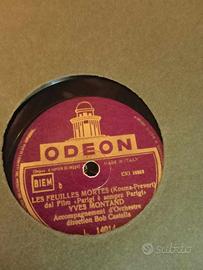 ODEON
MADE IN ITALY
BIEM
b
LES FEUILLES MORTES (Kosma-Prevert)
dal Film «Parigi è sempre Parigi»
YVES MONTAND
Accompagnement d'Orchestre
direction Bob Castella
subito